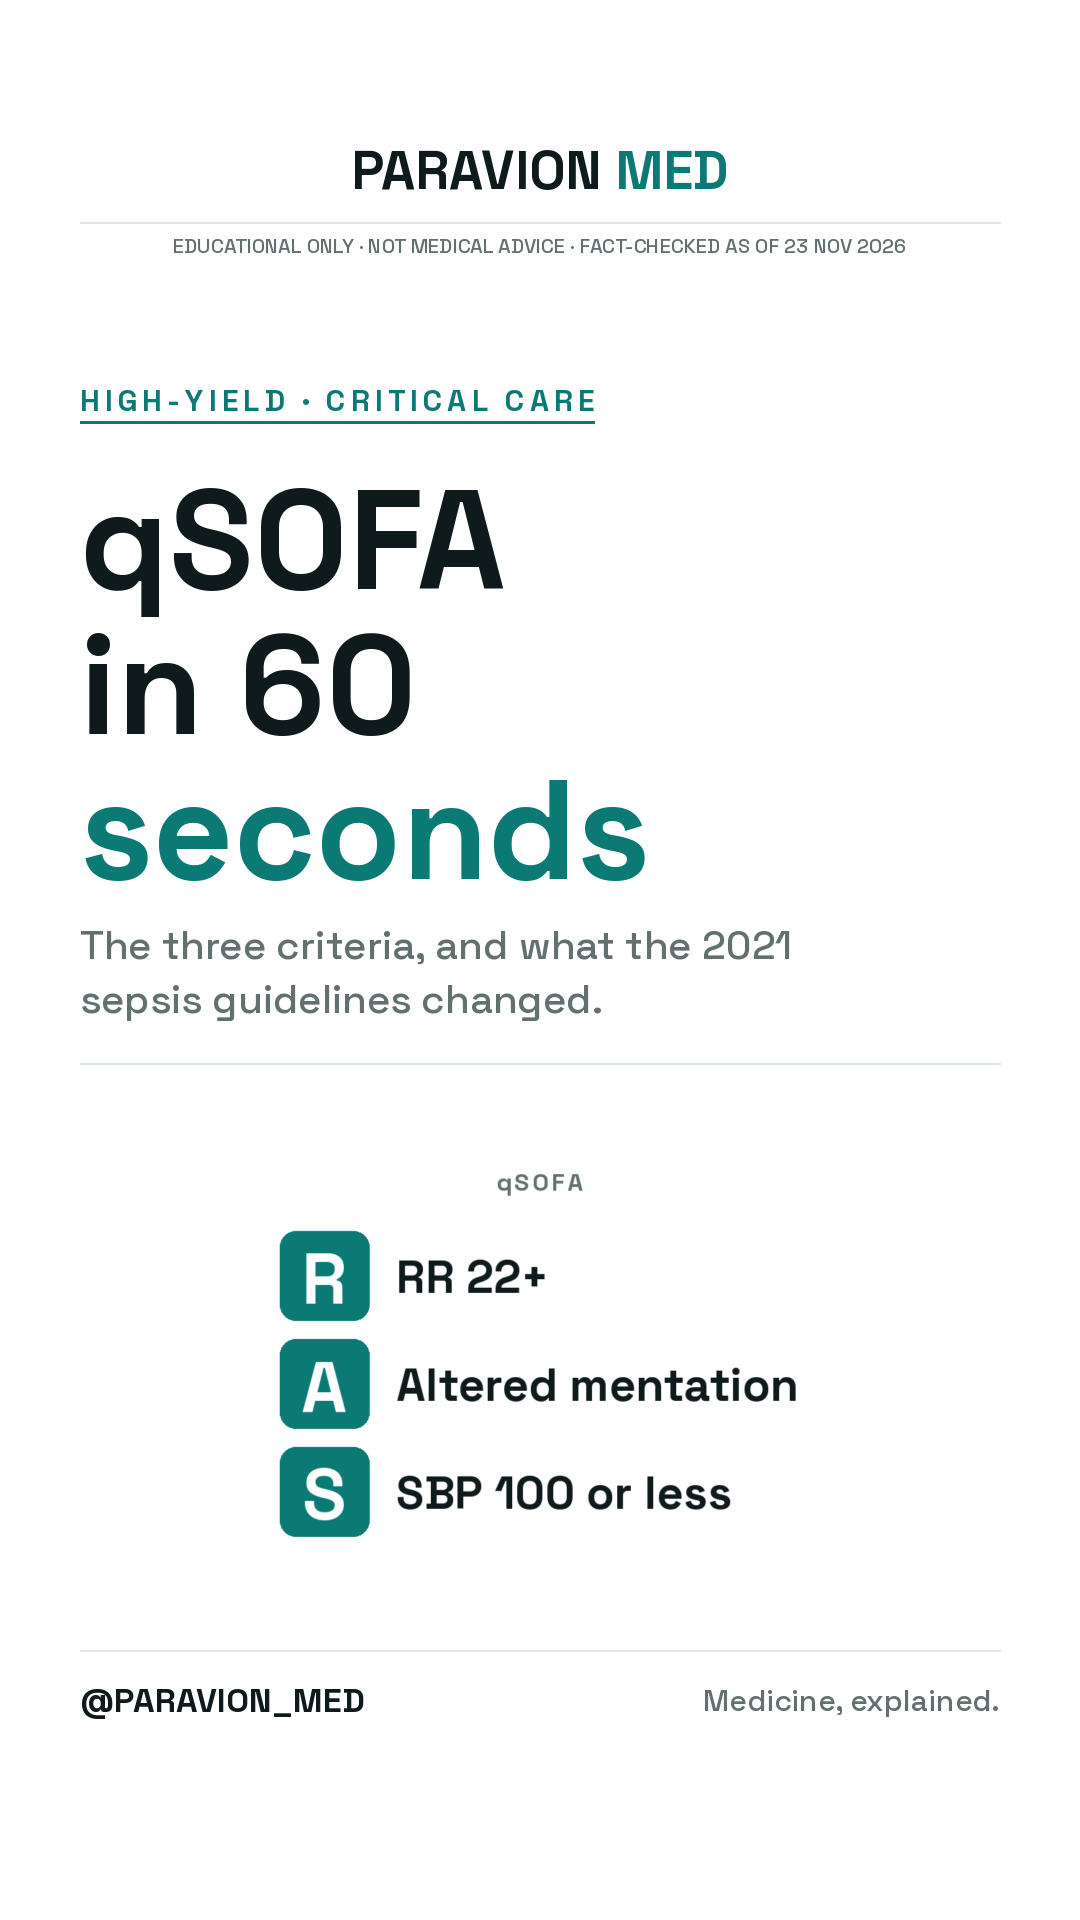 PARAVION MED
EDUCATIONAL ONLY · NOT MEDICAL ADVICE · FACT-CHECKED AS OF 23 NOV 2026
HIGH-YIELD · CRITICAL CARE
qSOFA
in 60
seconds
The three criteria, and what the 2021
sepsis guidelines changed.
qSOFA
R RR 22+
A Altered mentation
S SBP 100 or less
@PARAVION_MED Medicine, explained.